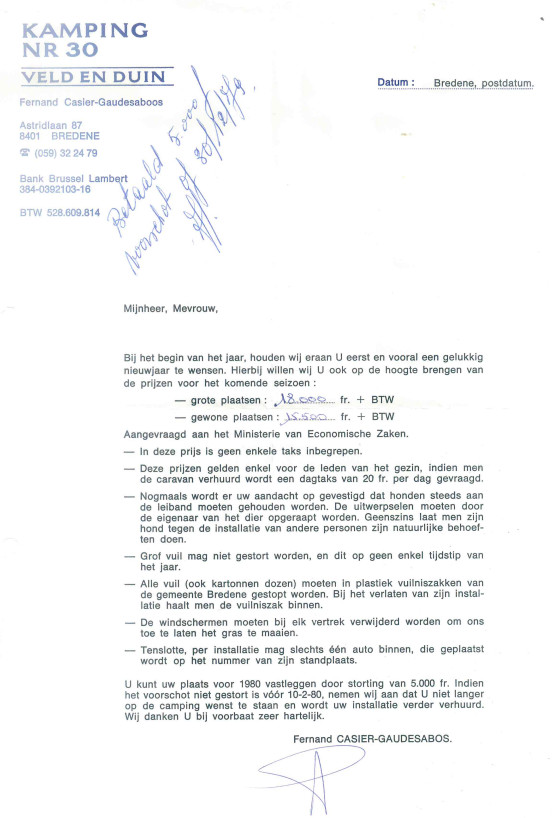 KAMPING
NR 30
VELD EN DUIN
Fernand Casier-Gaudesaboos
Astridlaan 87
8401 BREDENE
☎ (059) 32 24 79
Bank Brussel Lambert
384-0392103-16
BTW 528.609.814
Betaald 5.000
voorschot op 30/12/79.
Datum : Bredene, postdatum.
Mijnheer, Mevrouw,
Bij het begin van het jaar, houden wij eraan U eerst en vooral een gelukkig
nieuwjaar te wensen. Hierbij willen wij U ook op de hoogte brengen van
de prijzen voor het komende seizoen :
— grote plaatsen : 18.000 fr. + BTW
— gewone plaatsen : 15.500 fr. + BTW
Aangevraagd aan het Ministerie van Economische Zaken.
— In deze prijs is geen enkele taks inbegrepen.
— Deze prijzen gelden enkel voor de leden van het gezin, indien men
de caravan verhuurd wordt een dagtaks van 20 fr. per dag gevraagd.
— Nogmaals wordt er uw aandacht op gevestigd dat honden steeds aan
de leiband moeten gehouden worden. De uitwerpselen moeten door
de eigenaar van het dier opgeraapt worden. Geenszins laat men zijn
hond tegen de installatie van andere personen zijn natuurlijke behoef-
ten doen.
— Grof vuil mag niet gestort worden, en dit op geen enkel tijdstip van
het jaar.
— Alle vuil (ook kartonnen dozen) moeten in plastiek vuilniszakken van
de gemeente Bredene gestopt worden. Bij het verlaten van zijn instal-
latie haalt men de vuilniszak binnen.
— De windschermen moeten bij elk vertrek verwijderd worden om ons
toe te laten het gras te maaien.
— Tenslotte, per installatie mag slechts één auto binnen, die geplaatst
wordt op het nummer van zijn standplaats.
U kunt uw plaats voor 1980 vastleggen door storting van 5.000 fr. Indien
het voorschot niet gestort is vóór 10-2-80, nemen wij aan dat U niet langer
op de camping wenst te staan en wordt uw installatie verder verhuurd.
Wij danken U bij voorbaat zeer hartelijk.
Fernand CASIER-GAUDESABOS.